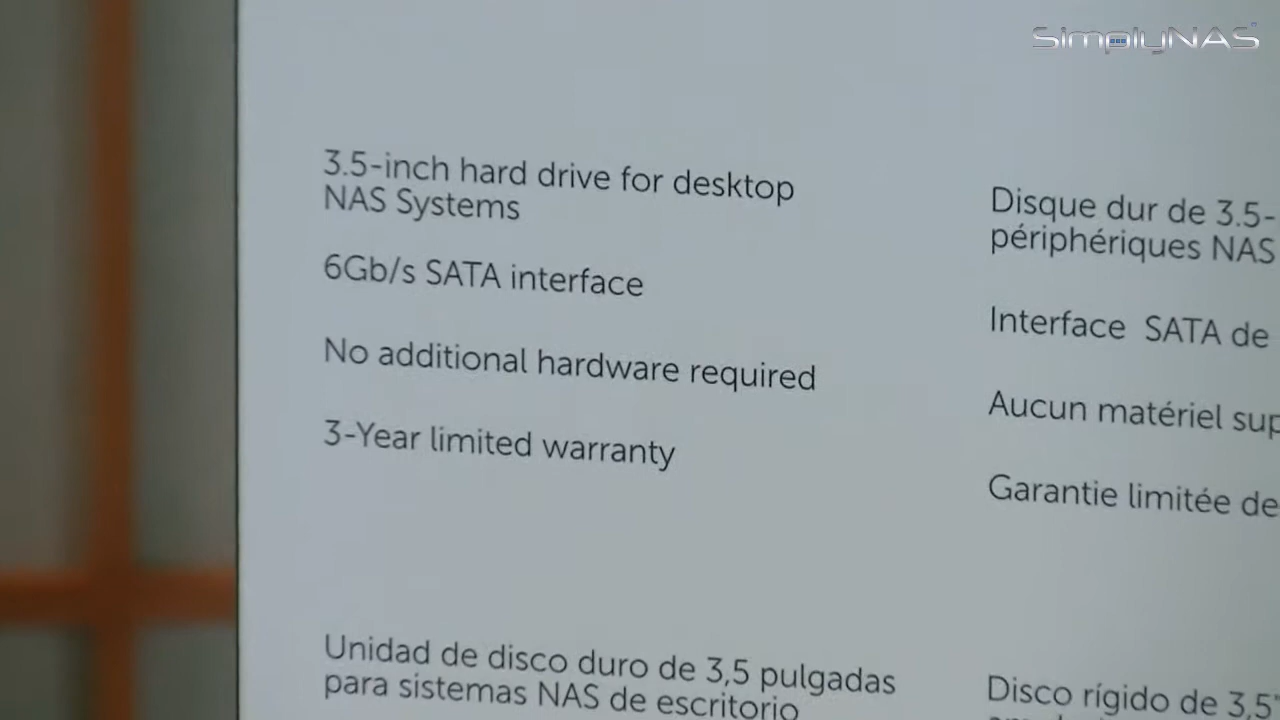 SimplyNAS
3.5-inch hard drive for desktop
NAS Systems
6Gb/s SATA interface
No additional hardware required
3-Year limited warranty
Disque dur de 3.5-
périphériques NAS
Interface SATA de
Aucun matériel sup
Garantie limitée de
Unidad de disco duro de 3,5 pulgadas
para sistemas NAS de escritorio
Disco rígido de 3,5"